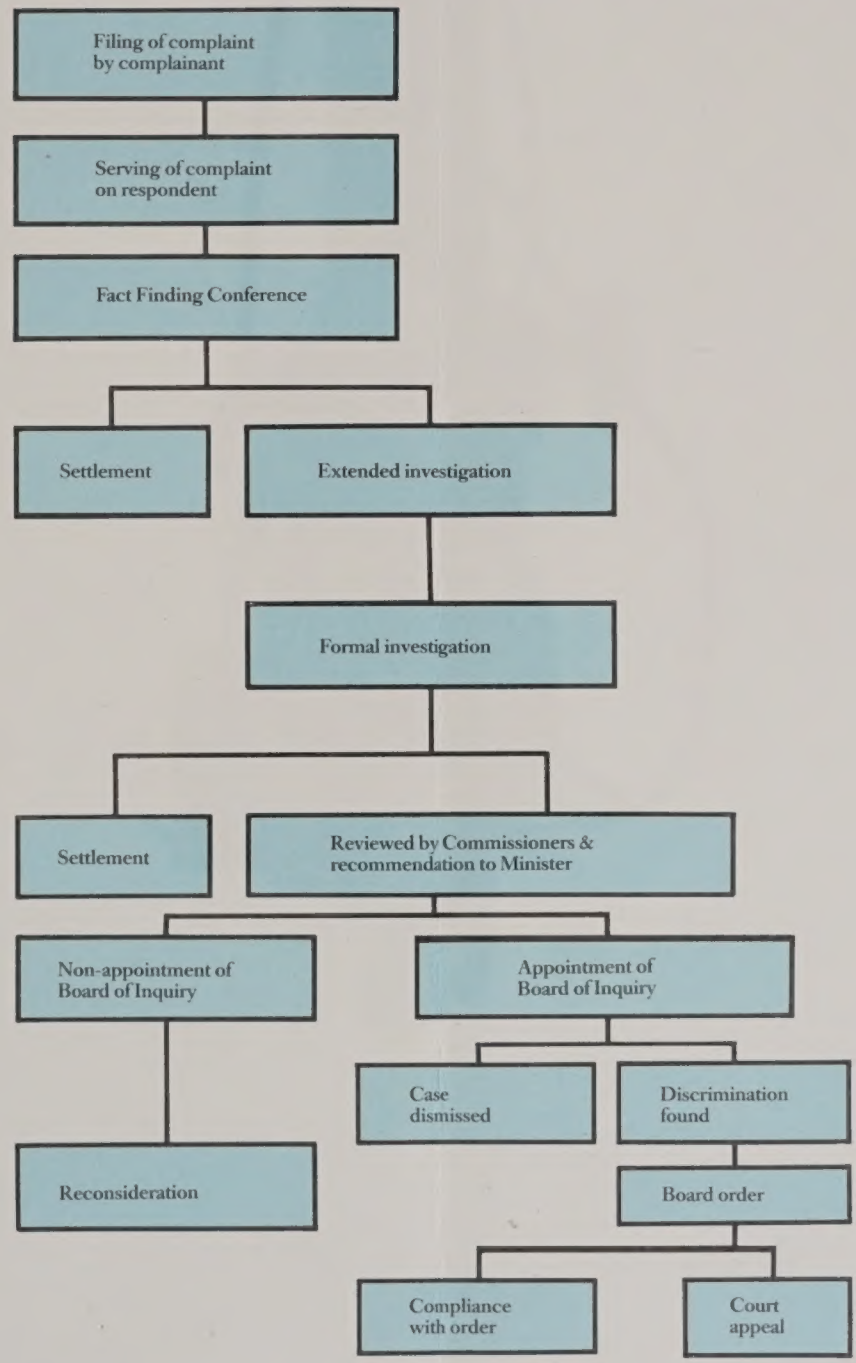 Filing of complaint
by complainant
Serving of complaint
on respondent
Fact Finding Conference
Settlement
Extended investigation
Formal investigation
Settlement
Reviewed by Commissioners &
recommendation to Minister
Non-appointment of
Board of Inquiry
Appointment of
Board of Inquiry
Case
dismissed
Discrimination
found
Reconsideration
Board order
Compliance
with order
Court
appeal